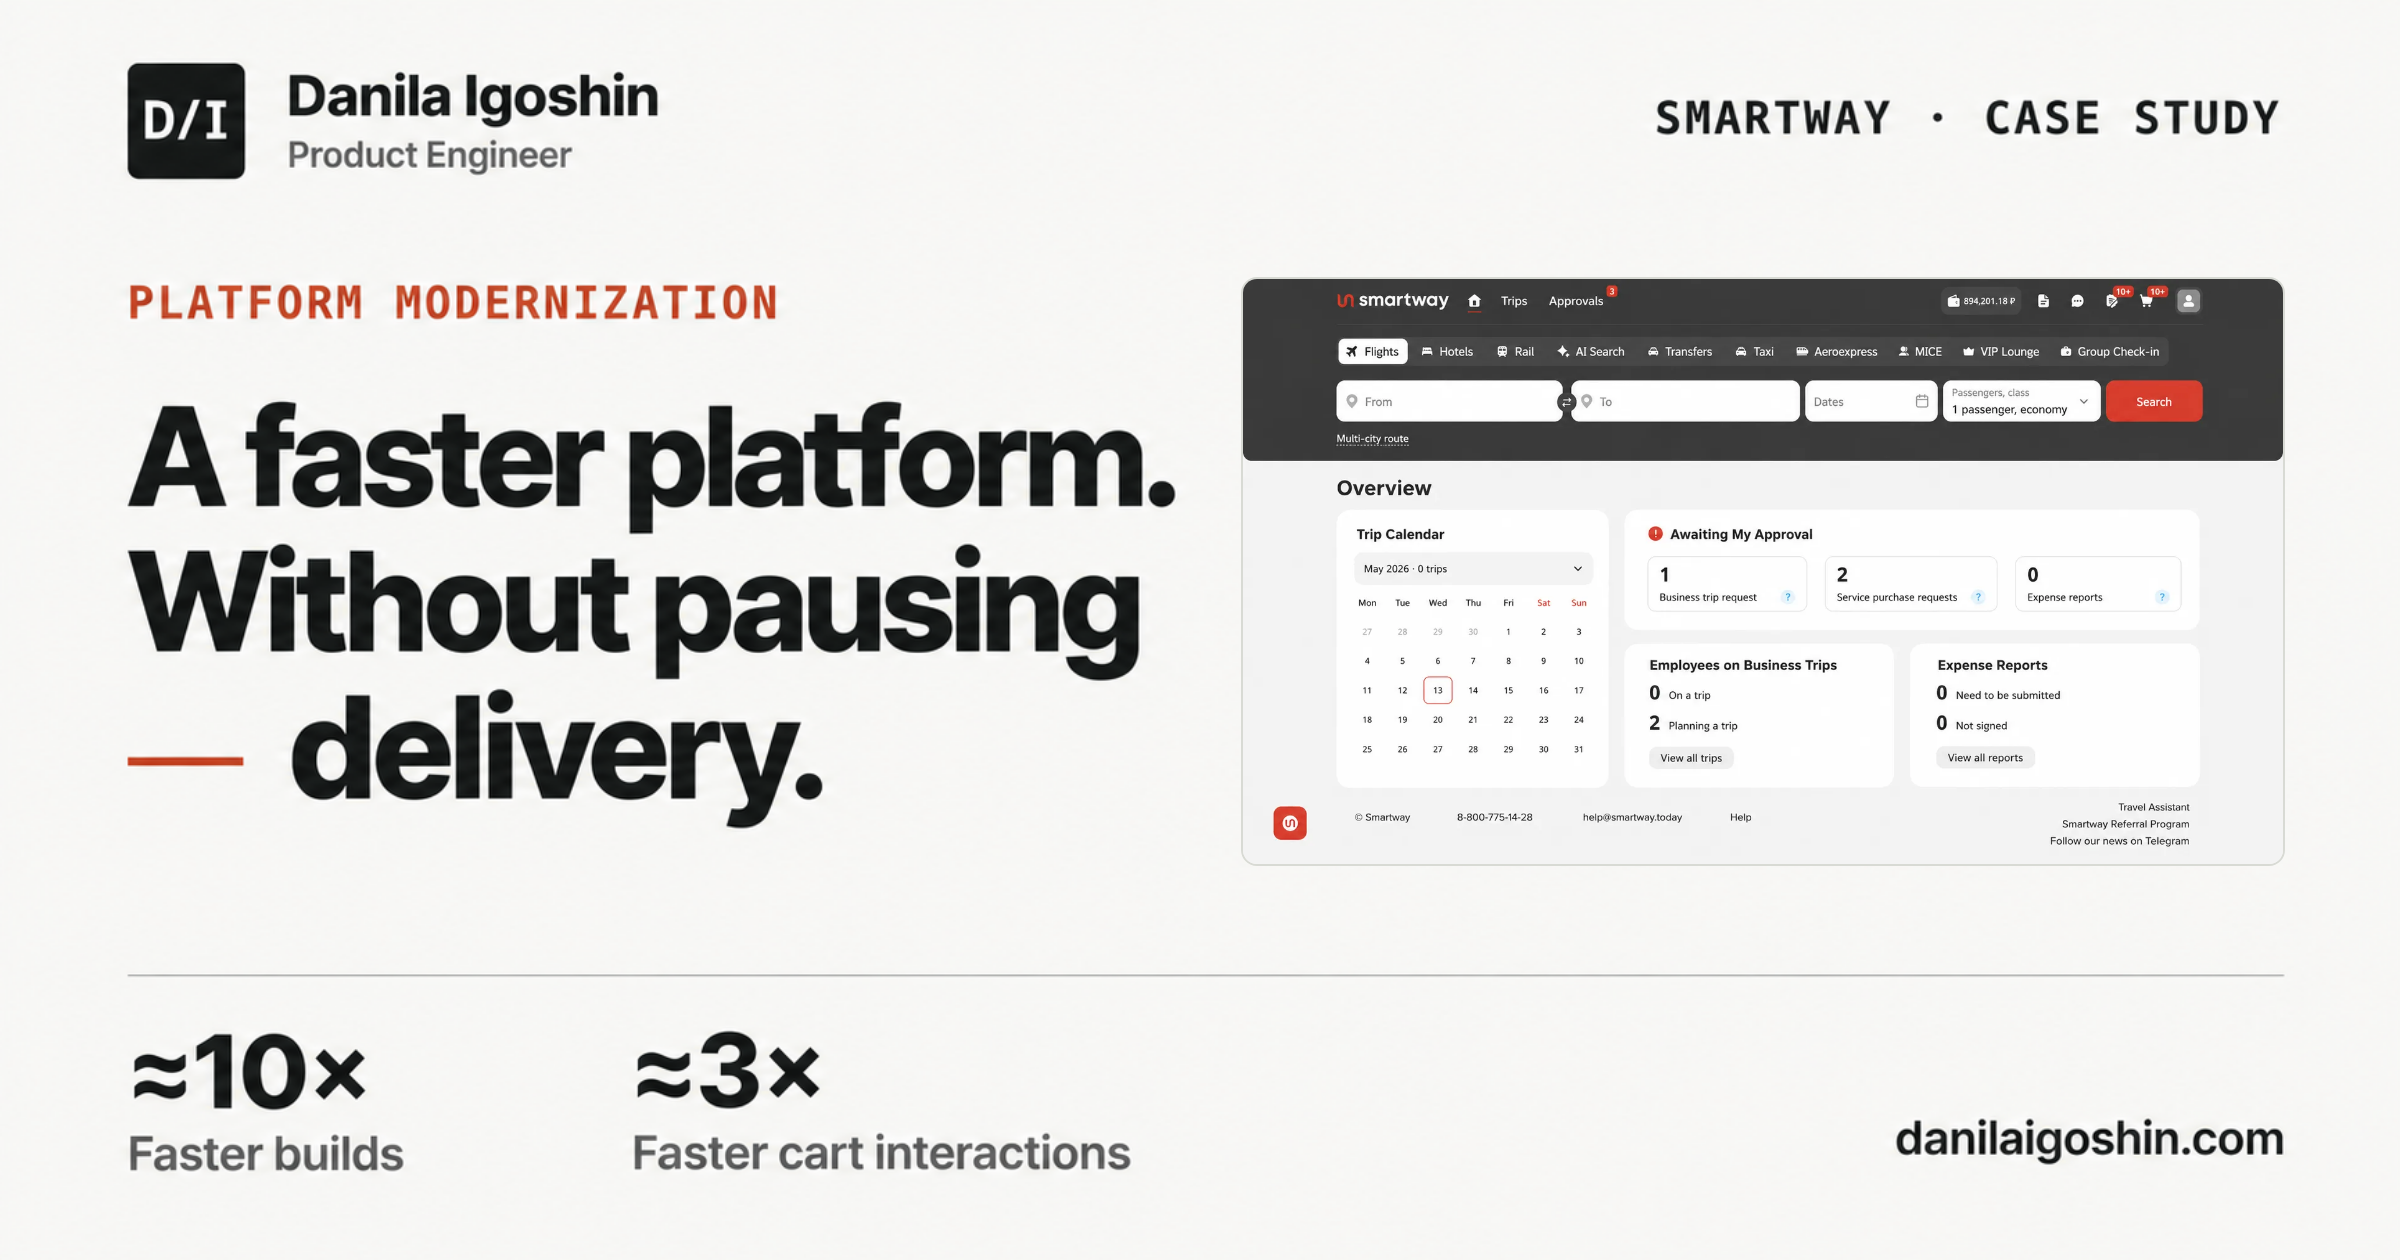 D/I
Danila Igoshin
Product Engineer
SMARTWAY · CASE STUDY
PLATFORM MODERNIZATION
A faster platform.
Without pausing
— delivery.
smartway Trips Approvals 3
894,201.18 ₽ 10+ 10+
Flights Hotels Rail AI Search Transfers Taxi Aeroexpress MICE VIP Lounge Group Check-in
From To Dates Passengers, class
1 passenger, economy
Search
Multi-city route
Overview
Trip Calendar
May 2026 · 0 trips
Mon Tue Wed Thu Fri Sat Sun
27 28 29 30 1 2 3
4 5 6 7 8 9 10
11 12 13 14 15 16 17
18 19 20 21 22 23 24
25 26 27 28 29 30 31
! Awaiting My Approval
1
Business trip request ?
2
Service purchase requests ?
0
Expense reports ?
Employees on Business Trips
0 On a trip
2 Planning a trip
View all trips
Expense Reports
0 Need to be submitted
0 Not signed
View all reports
© Smartway 8-800-775-14-28 help@smartway.today Help
Travel Assistant
Smartway Referral Program
Follow our news on Telegram
≈10×
Faster builds
≈3×
Faster cart interactions
danilaigoshin.com